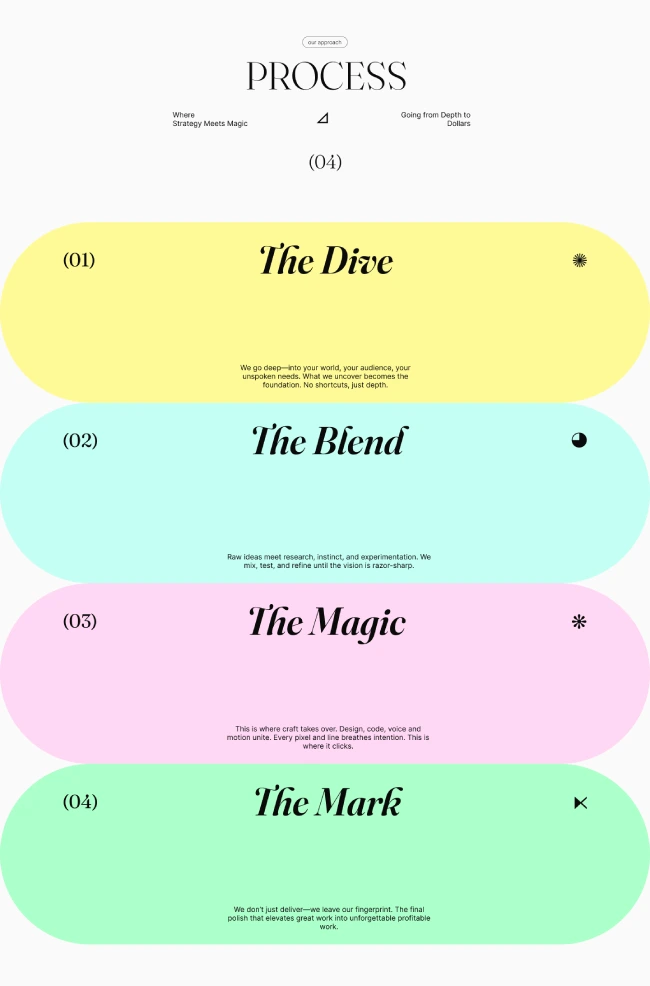 our approach
PROCESS
Where
Strategy Meets Magic
Going from Depth to
Dollars
(04)
(01)
The Dive
We go deep—into your world, your audience, your
unspoken needs. What we uncover becomes the
foundation. No shortcuts, just depth.
(02)
The Blend
Raw ideas meet research, instinct, and experimentation. We
mix, test, and refine until the vision is razor-sharp.
(03)
The Magic
This is where craft takes over. Design, code, voice and
motion unite. Every pixel and line breathes intention. This is
where it clicks.
(04)
The Mark
We don't just deliver—we leave our fingerprint. The final
polish that elevates great work into unforgettable profitable
work.